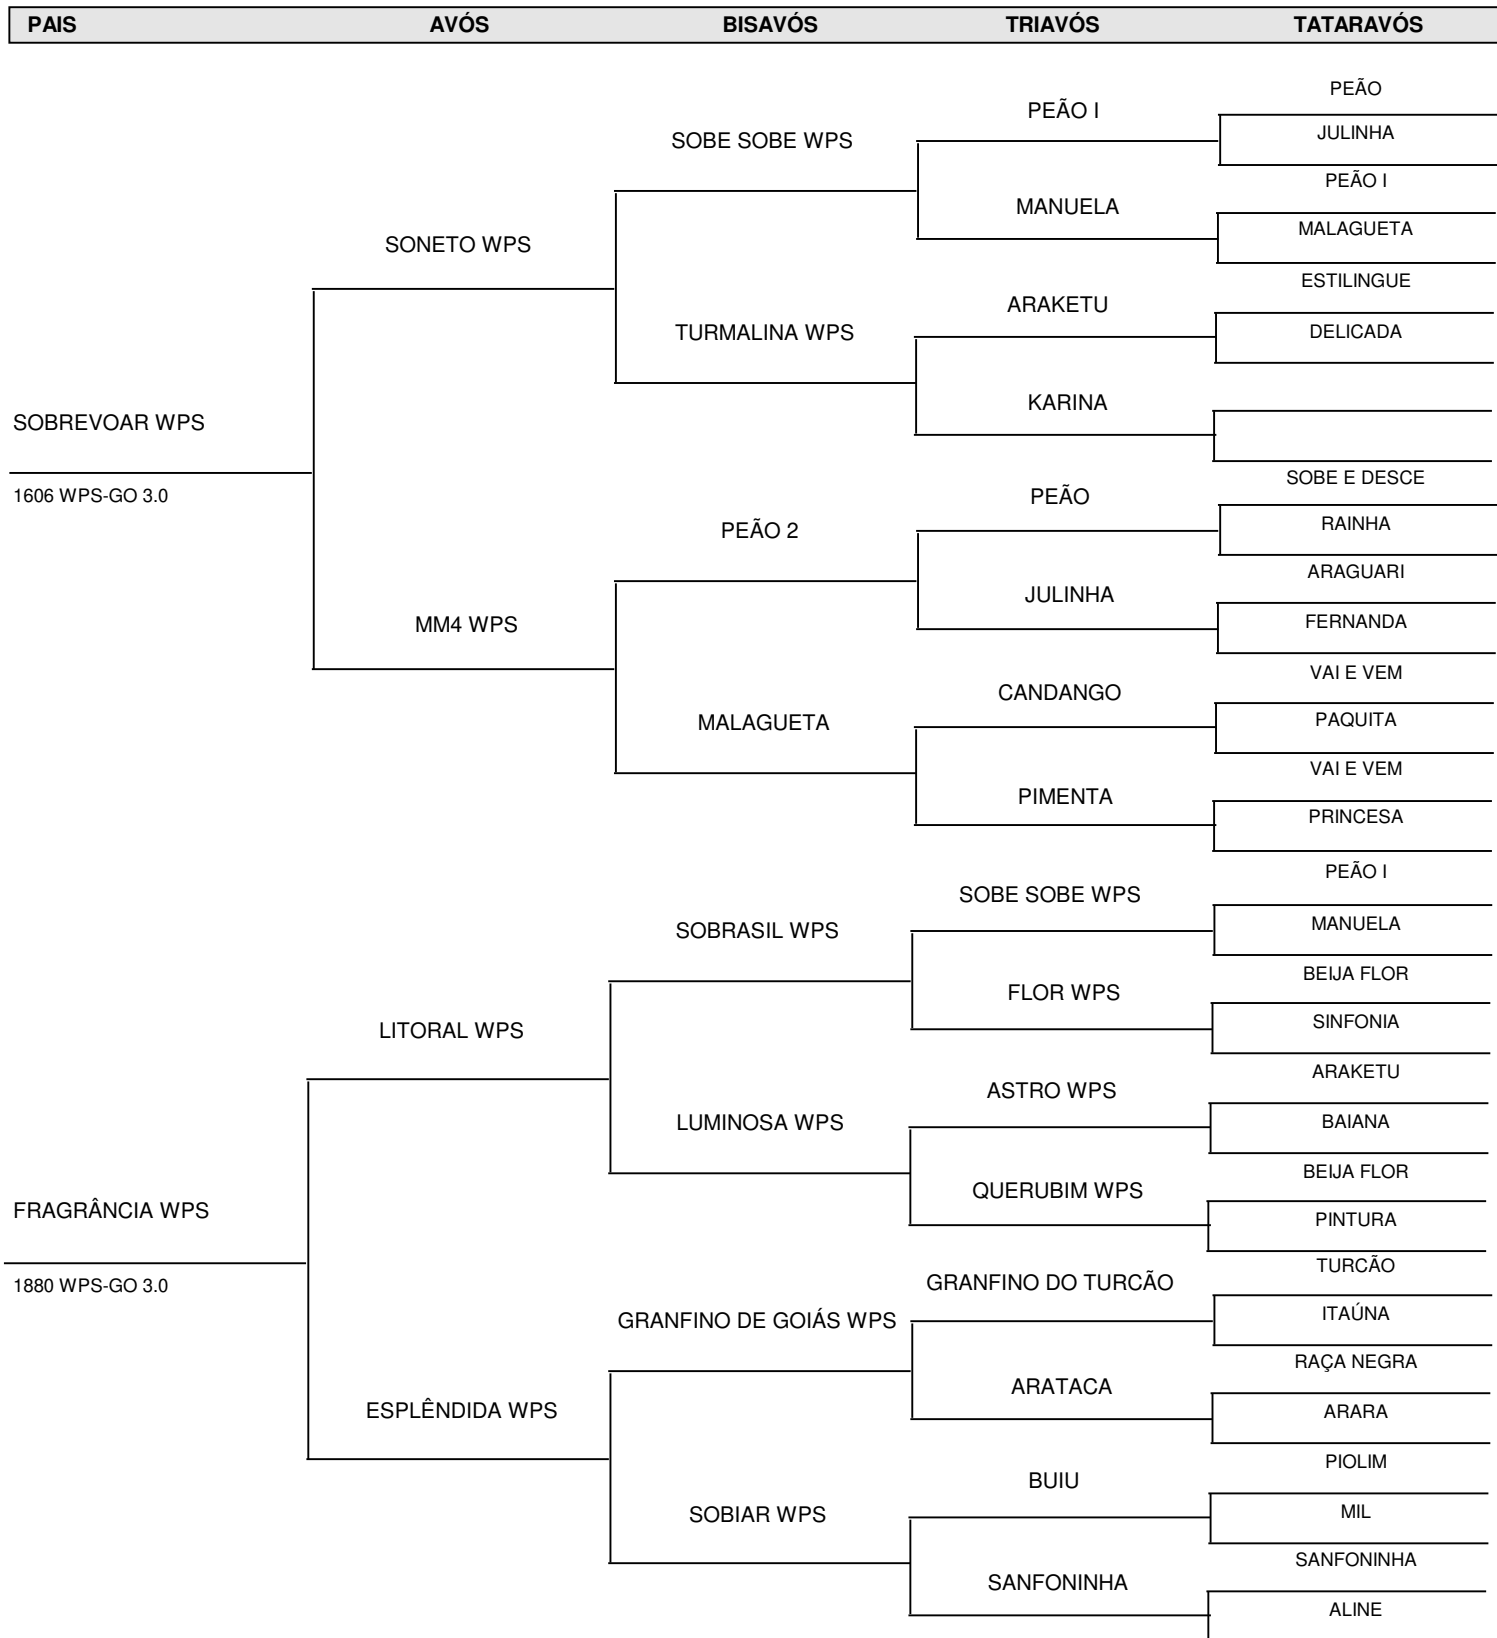 PAIS AVÓS BISAVÓS TRIAVÓS TATARAVÓS
PEÃO
PEÃO I
JULINHA
SOBE SOBE WPS
PEÃO I
MANUELA
MALAGUETA
SONETO WPS
ESTILINGUE
ARAKETU
DELICADA
TURMALINA WPS
KARINA
SOBREVOAR WPS
SOBE E DESCE
1606 WPS-GO 3.0
PEÃO
RAINHA
PEÃO 2
ARAGUARI
JULINHA
FERNANDA
MM4 WPS
VAI E VEM
CANDANGO
PAQUITA
MALAGUETA
VAI E VEM
PIMENTA
PRINCESA
PEÃO I
SOBE SOBE WPS
MANUELA
SOBRASIL WPS
BEIJA FLOR
FLOR WPS
SINFONIA
LITORAL WPS
ARAKETU
ASTRO WPS
BAIANA
LUMINOSA WPS
BEIJA FLOR
QUERUBIM WPS
FRAGRÂNCIA WPS
PINTURA
TURCÃO
1880 WPS-GO 3.0
GRANFINO DO TURCÃO
ITAÚNA
GRANFINO DE GOIÁS WPS
RAÇA NEGRA
ARATACA
ESPLÊNDIDA WPS
ARARA
PIOLIM
BUIU
MIL
SOBIAR WPS
SANFONINHA
SANFONINHA
ALINE